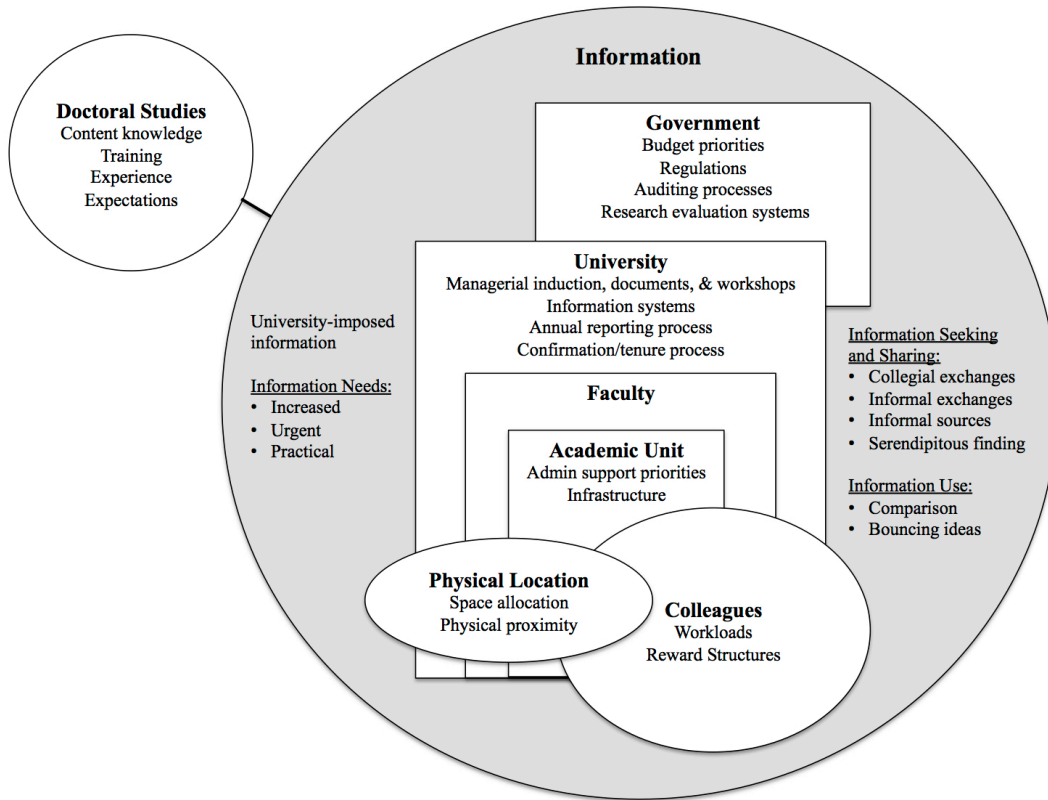 Information
Doctoral Studies
Content knowledge
Training
Experience
Expectations
Government
Budget priorities
Regulations
Auditing processes
Research evaluation systems
University
Managerial induction, documents, & workshops
Information systems
Annual reporting process
Confirmation/tenure process
University-imposed
information
Information Needs:
• Increased
• Urgent
• Practical
Faculty
Academic Unit
Admin support priorities
Infrastructure
Information Seeking
and Sharing:
• Collegial exchanges
• Informal exchanges
• Informal sources
• Serendipitous finding
Information Use:
• Comparison
• Bouncing ideas
Physical Location
Space allocation
Physical proximity
Colleagues
Workloads
Reward Structures